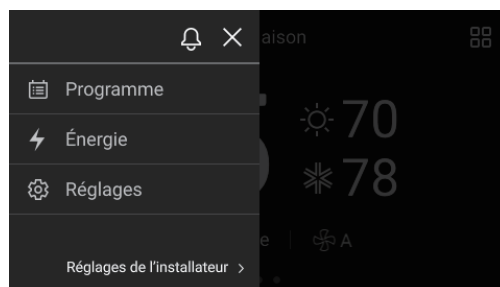 aison
Programme
70
Énergie
78
Réglages
e
A
Réglages de l'installateur >